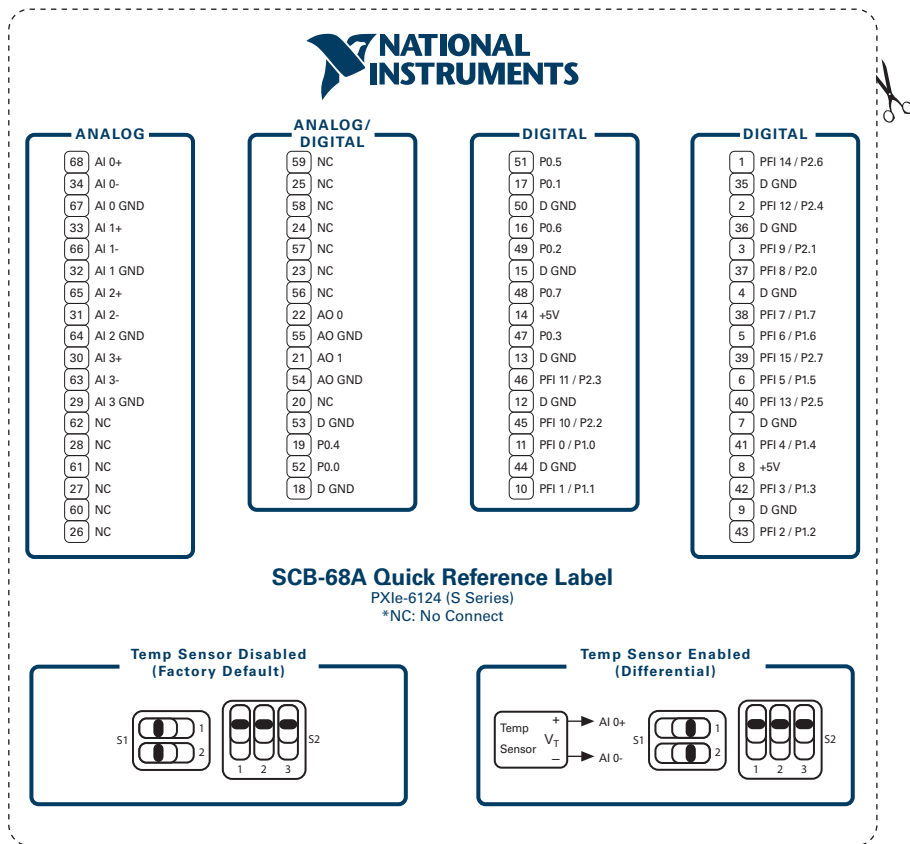 NATIONAL
INSTRUMENTS
ANALOG
68 AI 0+
34 AI 0-
67 AI 0 GND
33 AI 1+
66 AI 1-
32 AI 1 GND
65 AI 2+
31 AI 2-
64 AI 2 GND
30 AI 3+
63 AI 3-
29 AI 3 GND
62 NC
28 NC
61 NC
27 NC
60 NC
26 NC
ANALOG/
DIGITAL
59 NC
25 NC
58 NC
24 NC
57 NC
23 NC
56 NC
22 AO 0
55 AO GND
21 AO 1
54 AO GND
20 NC
53 D GND
19 P0.4
52 P0.0
18 D GND
DIGITAL
51 P0.5
17 P0.1
50 D GND
16 P0.6
49 P0.2
15 D GND
48 P0.7
14 +5V
47 P0.3
13 D GND
46 PFI 11 / P2.3
12 D GND
45 PFI 10 / P2.2
11 PFI 0 / P1.0
44 D GND
10 PFI 1 / P1.1
DIGITAL
1 PFI 14 / P2.6
35 D GND
2 PFI 12 / P2.4
36 D GND
3 PFI 9 / P2.1
37 PFI 8 / P2.0
4 D GND
38 PFI 7 / P1.7
5 PFI 6 / P1.6
39 PFI 15 / P2.7
6 PFI 5 / P1.5
40 PFI 13 / P2.5
7 D GND
41 PFI 4 / P1.4
8 +5V
42 PFI 3 / P1.3
9 D GND
43 PFI 2 / P1.2
SCB-68A Quick Reference Label
PXIe-6124 (S Series)
*NC: No Connect
Temp Sensor Disabled
(Factory Default)
S1
1
2
S2
1 2 3
Temp Sensor Enabled
(Differential)
Temp
Sensor
+
VT
–
AI 0+
AI 0-
S1
1
2
S2
1 2 3